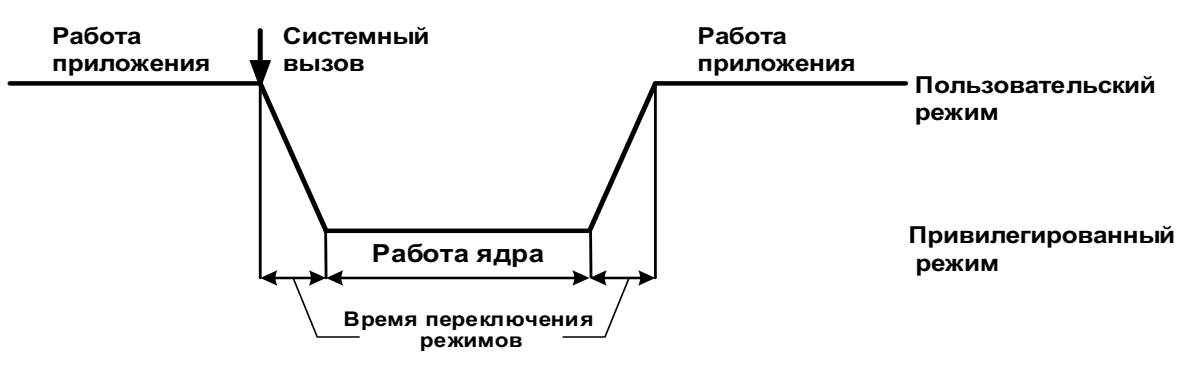 Работа
приложения
Системный
вызов
Работа
приложения
Пользовательский
режим
Привилегированный
режим
Работа ядра
Время переключения
режимов